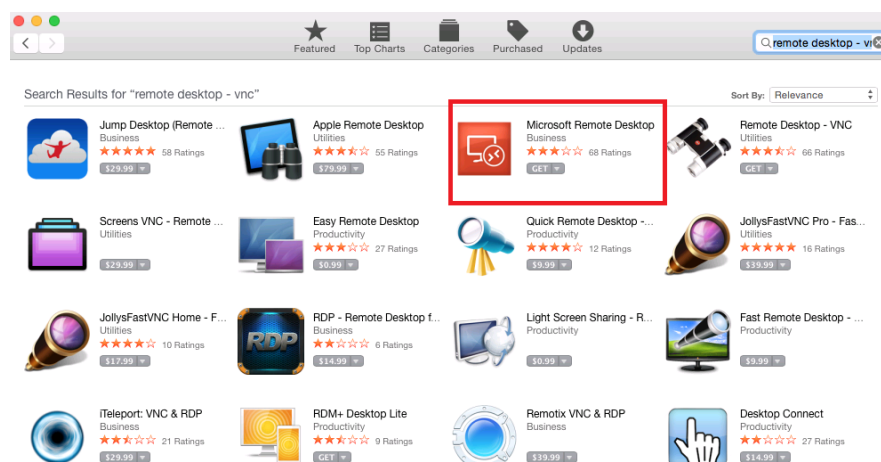 Featured Top Charts Categories Purchased Updates
remote desktop - v
Search Results for “remote desktop - vnc”
Sort By: Relevance
Jump Desktop (Remote ...
Business
58 Ratings
$29.99
Apple Remote Desktop
Utilities
55 Ratings
$79.99
Microsoft Remote Desktop
Business
68 Ratings
GET
Remote Desktop - VNC
Utilities
66 Ratings
GET
Screens VNC - Remote ...
Utilities
$29.99
Easy Remote Desktop
Productivity
27 Ratings
$0.99
Quick Remote Desktop -...
Productivity
12 Ratings
$9.99
JollysFastVNC Pro - Fas...
Utilities
16 Ratings
$39.99
JollysFastVNC Home - F...
Utilities
10 Ratings
$17.99
RDP
RDP - Remote Desktop f...
Business
6 Ratings
$14.99
Light Screen Sharing - R...
Productivity
$0.99
Fast Remote Desktop - ...
Productivity
$9.99
iTeleport: VNC & RDP
Business
21 Ratings
$29.99
RDM+ Desktop Lite
Productivity
9 Ratings
GET
Remotix VNC & RDP
Business
$39.99
Desktop Connect
Productivity
27 Ratings
$14.99